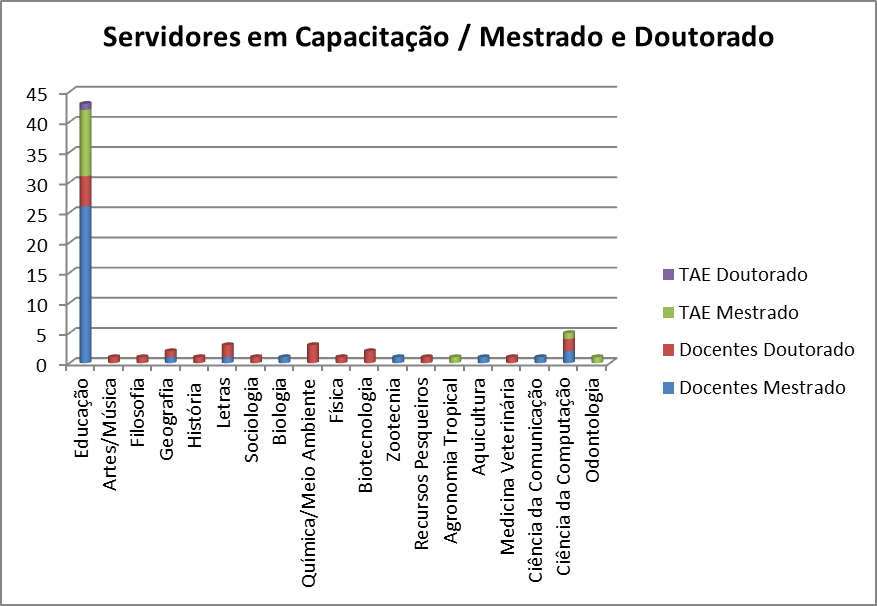 Servidores em Capacitação / Mestrado e Doutorado
45
40
35
30
25
20
15
10
5
0
Educação
Artes/Música
Filosofia
Geografia
História
Letras
Sociologia
Biologia
Química/Meio Ambiente
Física
Biotecnologia
Zootecnia
Recursos Pesqueiros
Agronomia Tropical
Aquicultura
Medicina Veterinária
Ciência da Comunicação
Ciência da Computação
Odontologia
TAE Doutorado
TAE Mestrado
Docentes Doutorado
Docentes Mestrado